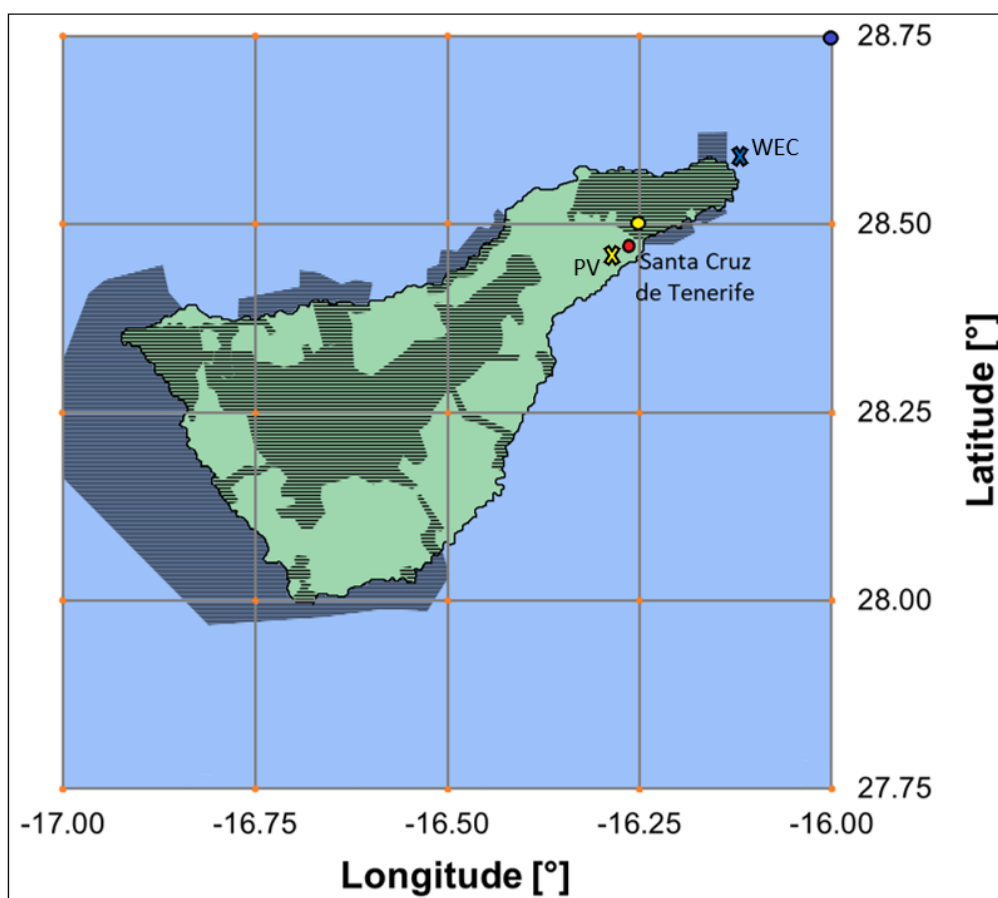 28.75
WEC
28.50
PV
Santa Cruz
de Tenerife
28.25
28.00
27.75
Latitude [°]
-17.00 -16.75 -16.50 -16.25 -16.00
Longitude [°]